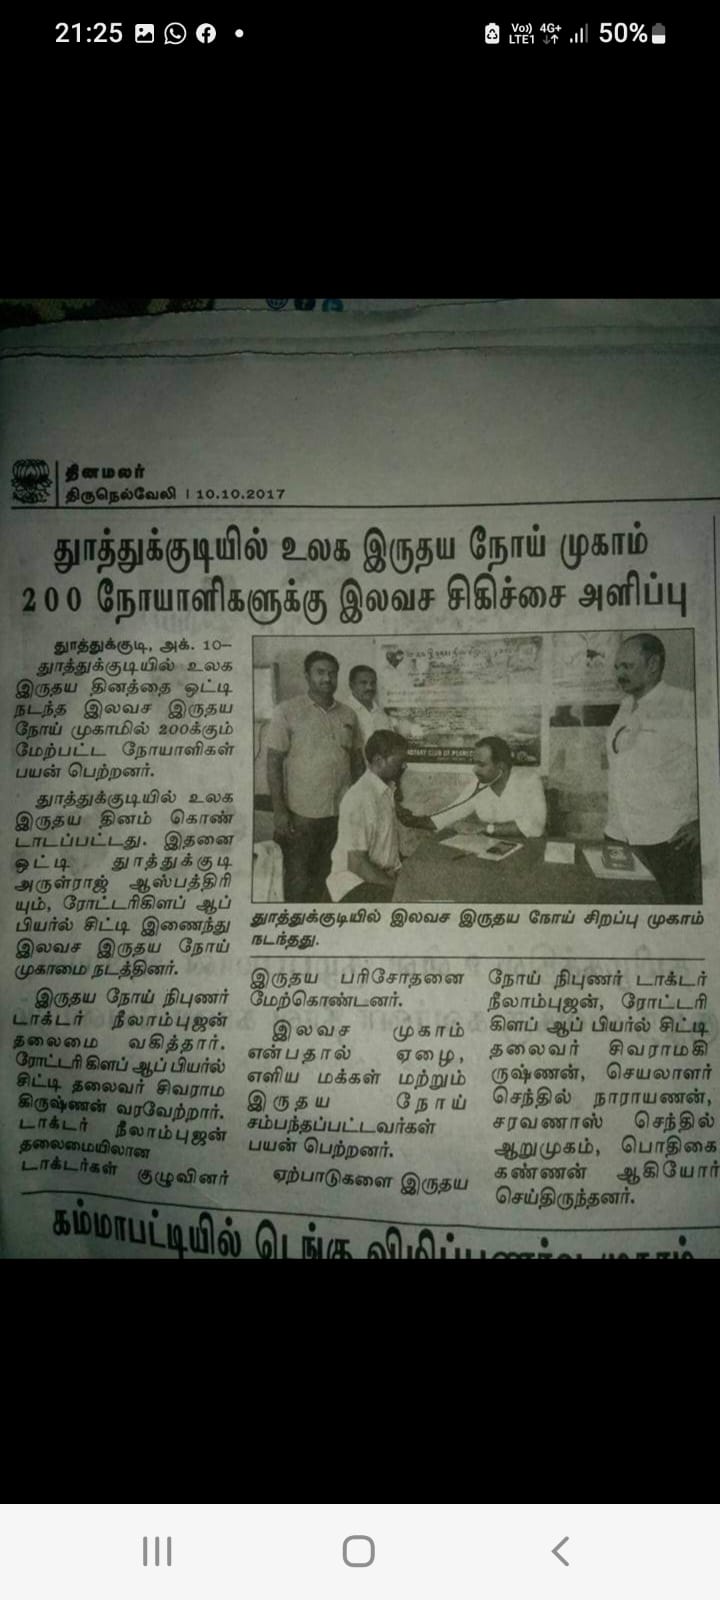 21:25
Vo)) 4G+ 50%
LTE1
தினமலர்
திருநெல்வேலி | 10.10.2017
தூத்துக்குடியில் உலக இருதய நோய் முகாம்
200 நோயாளிகளுக்கு இலவச சிகிச்சை அளிப்பு
தூத்துக்குடி, அக். 10–
தூத்துக்குடியில் உலக
இருதய தினத்தை ஒட்டி
நடந்த இலவச இருதய
நோய் முகாமில் 200க்கும்
மேற்பட்ட நோயாளிகள்
பயன் பெற்றனர்.
தூத்துக்குடியில் உலக
இருதய தினம் கொண்
டாடப்பட்டது. இதனை
ஒட்டி தூத்துக்குடி
அருள்ராஜ் ஆஸ்பத்திரி
யும், ரோட்டரிகிளப் ஆப்
பியர்ல் சிட்டி இணைந்து
இலவச இருதய நோய்
முகாமை நடத்தினர்.
இருதய நோய் நிபுணர்
டாக்டர் நீலாம்புஜன்
தலைமை வகித்தார்.
ரோட்டரி கிளப் ஆப் பியர்ல்
சிட்டி தலைவர் சிவராம
கிருஷ்ணன் வரவேற்றார்.
டாக்டர் நீலாம்புஜன்
தலைமையிலான
டாக்டர்கள் குழுவினர்
ROTARY CLUB OF PEARL
தூத்துக்குடியில் இலவச இருதய நோய் சிறப்பு முகாம்
நடந்தது.
இருதய பரிசோதனை
மேற்கொண்டனர்.
இலவச முகாம்
என்பதால் ஏழை,
எளிய மக்கள் மற்றும்
இருதய நோய்
சம்பந்தப்பட்டவர்கள்
பயன் பெற்றனர்.
ஏற்பாடுகளை இருதய
நோய் நிபுணர் டாக்டர்
நீலாம்புஜன், ரோட்டரி
கிளப் ஆப் பியர்ல் சிட்டி
தலைவர் சிவராமகி
ருஷ்ணன், செயலாளர்
செந்தில் நாராயணன்,
சரவணாஸ் செந்தில்
ஆறுமுகம், பொதிகை
கண்ணன் ஆகியோர்
செய்திருந்தனர்.
கம்மாபட்டியில் டெங்கு விழிப்புணர்வு முகாம்